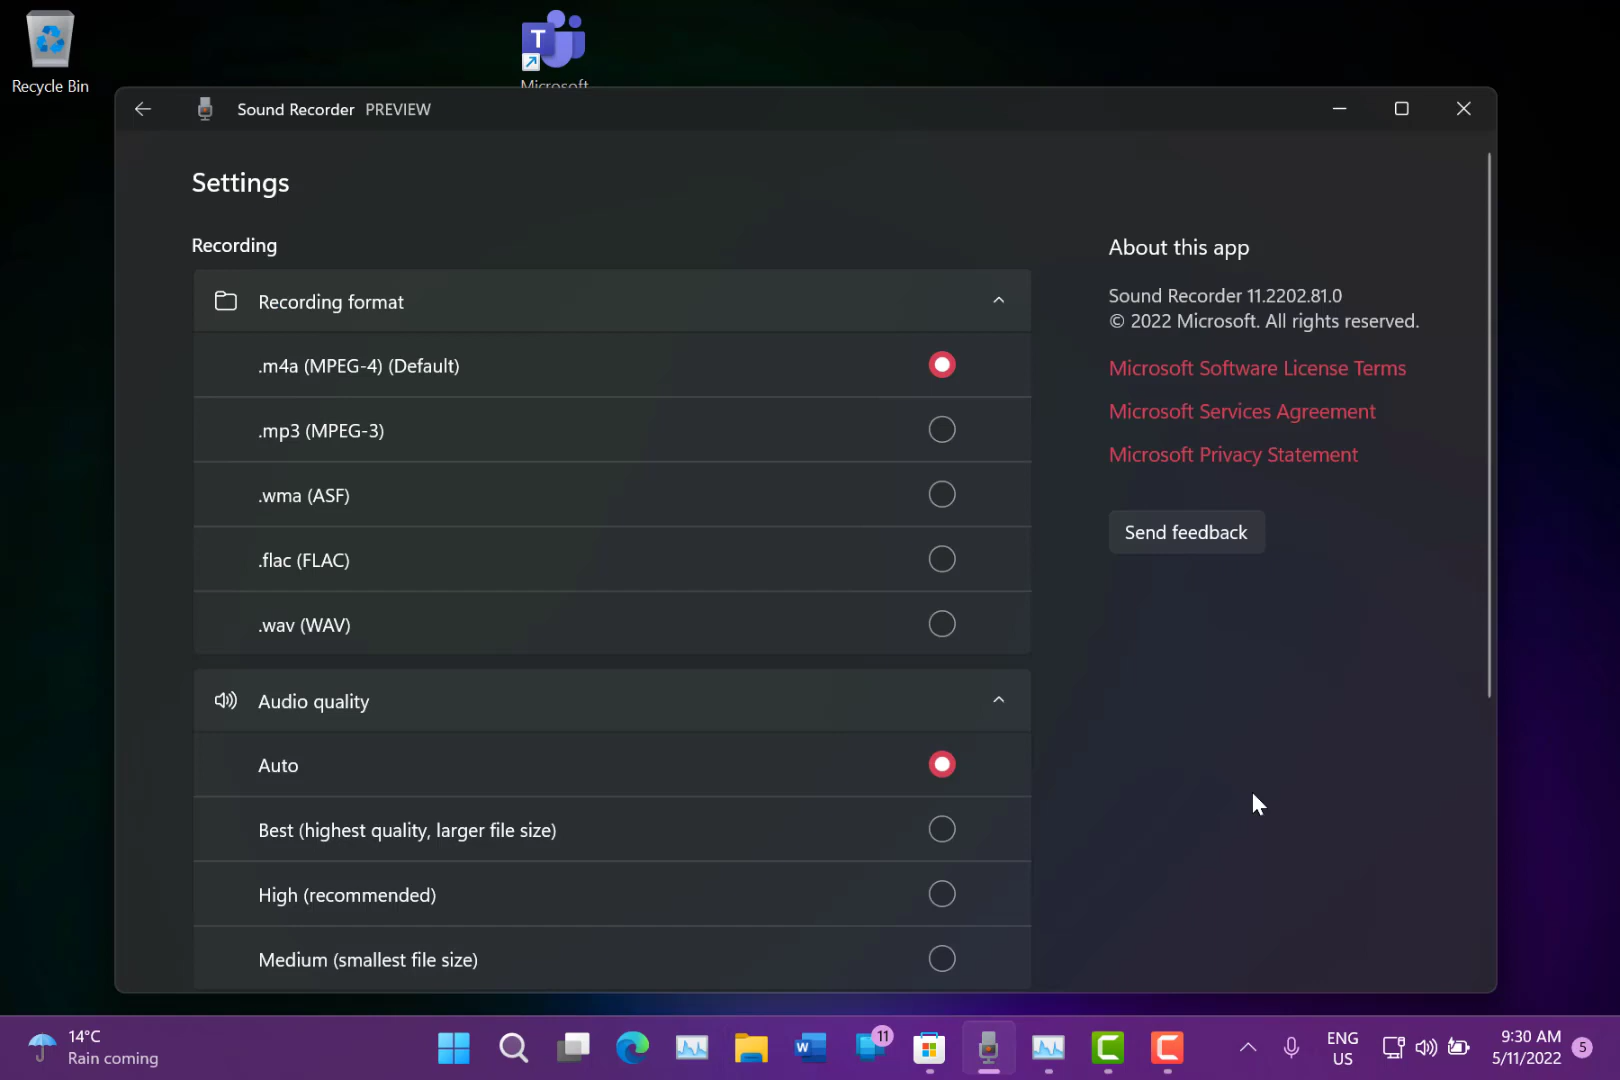 Recycle Bin
T
Microsoft
Sound Recorder PREVIEW
Settings
Recording
Recording format
.m4a (MPEG-4) (Default)
.mp3 (MPEG-3)
.wma (ASF)
.flac (FLAC)
.wav (WAV)
Audio quality
Auto
Best (highest quality, larger file size)
High (recommended)
Medium (smallest file size)
About this app
Sound Recorder 11.2202.81.0
© 2022 Microsoft. All rights reserved.
Microsoft Software License Terms
Microsoft Services Agreement
Microsoft Privacy Statement
Send feedback
14°C
Rain coming
W
11
C
C
ENG
US
9:30 AM
5/11/2022
5